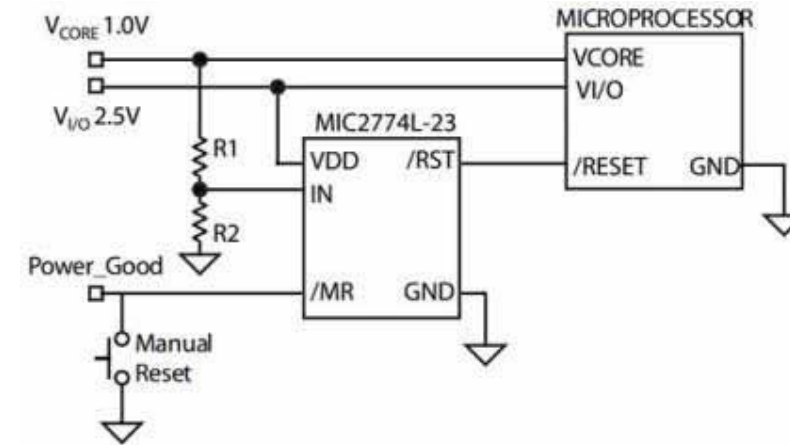 MICROPROCESSOR
VCORE 1.0V
VCORE
VI/O
VI/O 2.5V
MIC2774L-23
R1
VDD
/RST
/RESET
GND
IN
R2
Power_Good
/MR
GND
Manual
Reset